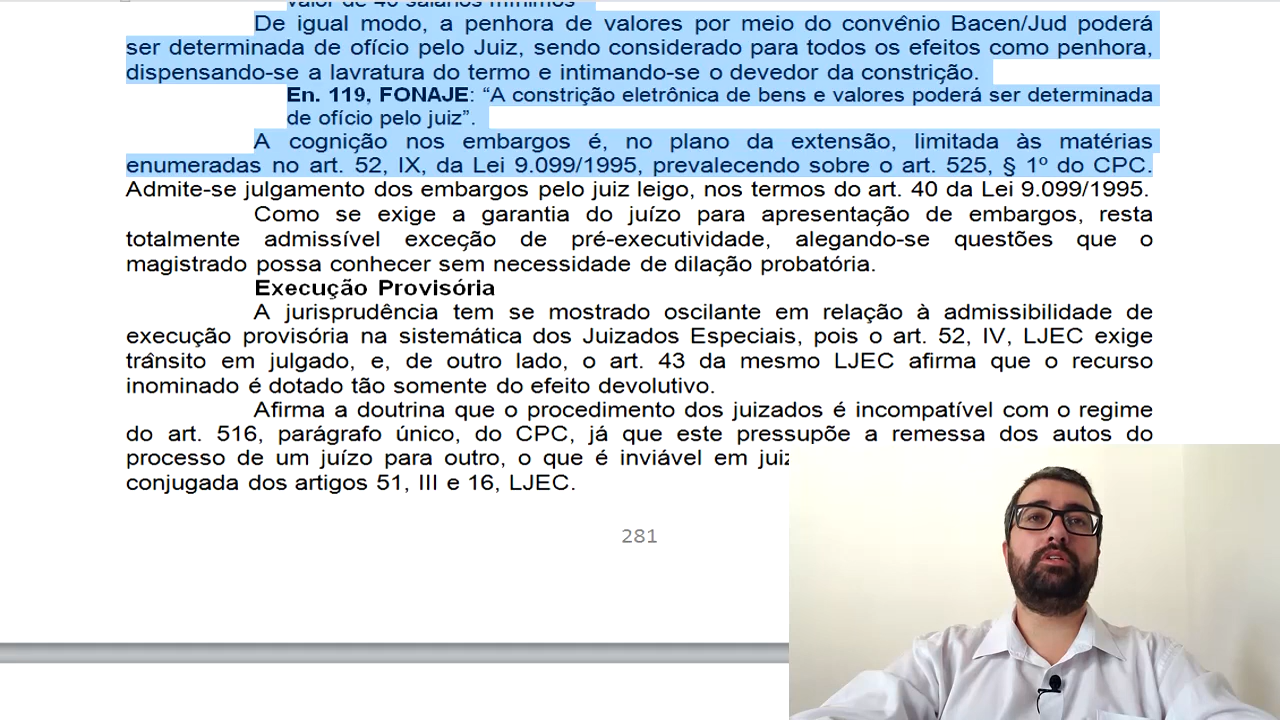 valor de 40 salários mínimos
De igual modo, a penhora de valores por meio do convênio Bacen/Jud poderá
ser determinada de ofício pelo Juiz, sendo considerado para todos os efeitos como penhora,
dispensando-se a lavratura do termo e intimando-se o devedor da constrição.
En. 119, FONAJE: “A constrição eletrônica de bens e valores poderá ser determinada
de ofício pelo juiz”.
A cognição nos embargos é, no plano da extensão, limitada às matérias
enumeradas no art. 52, IX, da Lei 9.099/1995, prevalecendo sobre o art. 525, § 1º do CPC.
Admite-se julgamento dos embargos pelo juiz leigo, nos termos do art. 40 da Lei 9.099/1995.
Como se exige a garantia do juízo para apresentação de embargos, resta
totalmente admissível exceção de pré-executividade, alegando-se questões que o
magistrado possa conhecer sem necessidade de dilação probatória.
Execução Provisória
A jurisprudência tem se mostrado oscilante em relação à admissibilidade de
execução provisória na sistemática dos Juizados Especiais, pois o art. 52, IV, LJEC exige
trânsito em julgado, e, de outro lado, o art. 43 da mesmo LJEC afirma que o recurso
inominado é dotado tão somente do efeito devolutivo.
Afirma a doutrina que o procedimento dos juizados é incompatível com o regime
do art. 516, parágrafo único, do CPC, já que este pressupõe a remessa dos autos do
processo de um juízo para outro, o que é inviável em
conjugada dos artigos 51, III e 16, LJEC.
281